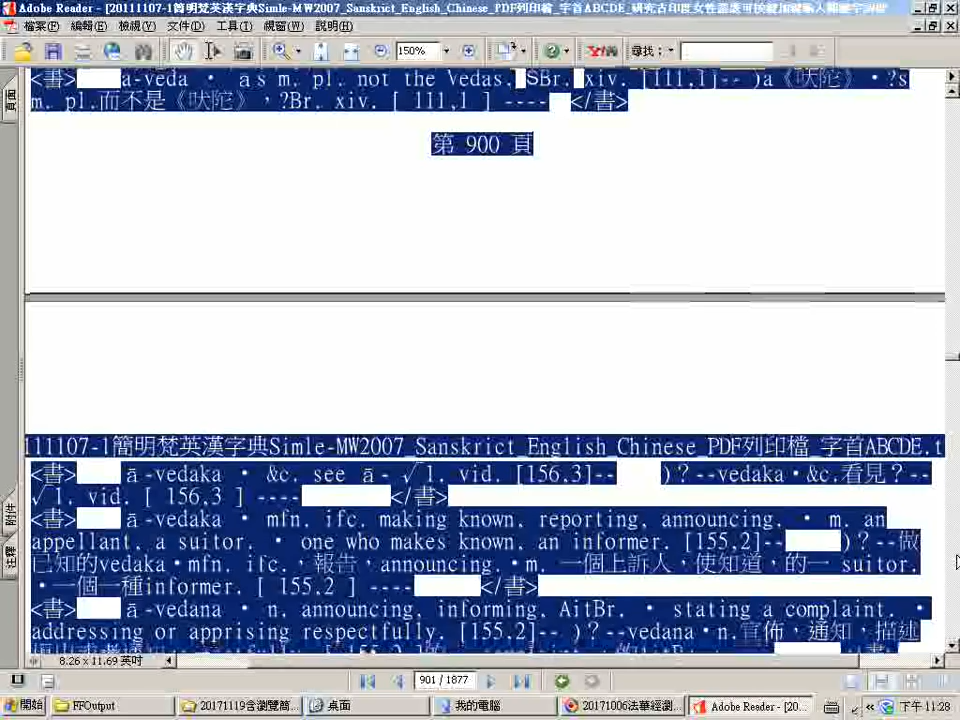 Adobe Reader - [20111107-1簡明梵英漢字典Simle-MW2007_Sanskrict_English_Chinese_PDF列印檔_字首ABCDE_研究古印度女性
檔案(F) 編輯(E) 檢視(V) 文件(D) 工具(T) 視窗(W) 說明(H)
150% 尋找：
頁面
<書> a-veda • as m. pl. not the Vedas, SBr. xiv. [111,1]-- )a《吠陀》•?s
m. pl.而不是《吠陀》，?Br. xiv. [ 111,1 ] ---- </書>
第 900 頁
111107-1簡明梵英漢字典Simle-MW2007_Sanskrict_English_Chinese_PDF列印檔_字首ABCDE.t
<書> ā-vedaka • &c. see ā- √1. vid. [156,3]-- )？--vedaka•&c.看見？--
√1. vid. [ 156,3 ] ---- </書>
<書> ā-vedaka • mfn. ifc. making known, reporting, announcing. • m. an
appellant, a suitor. • one who makes known, an informer. [155,2]-- )？--做
已知的vedaka•mfn. ifc.，報告，announcing.•m. 一個上訴人，使知道，的一 suitor.
•一個一種informer. [ 155,2 ] ---- </書>
<書> ā-vedana • n. announcing, informing, AitBr. • stating a complaint. •
addressing or apprising respectfully. [155,2]-- )？--vedana•n.宣佈，通知，描述
附件
註釋
8.26 x 11.69 英吋
901 / 1877
開始 FFOutput 20171119含瀏覽簡... 桌面 我的電腦 20171006法華經瀏... Adobe Reader - [20... 下午 11:28